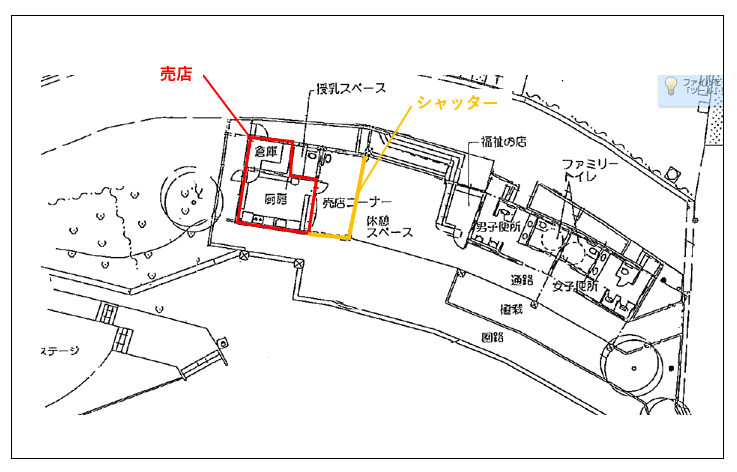 売店
シャッター
授乳スペース
福祉の店
ファミリー
トイレ
倉庫
厨房
売店コーナー
休憩
スペース
男子便所
女子便所
通路
植栽
園路
ステージ